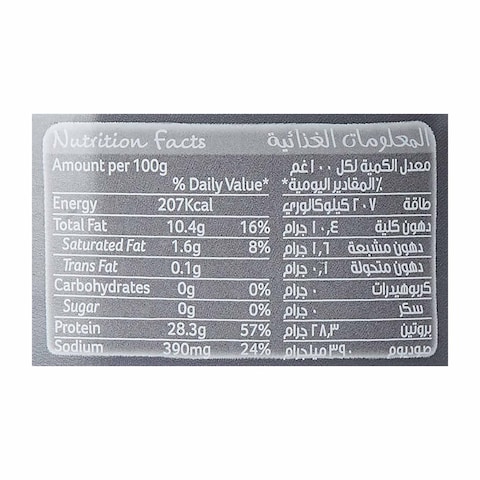 Nutrition Facts المعلومات الغذائية
Amount per 100g معدل الكمية لكل ١٠٠ غم
% Daily Value* %المقادير اليومية*
Energy 207Kcal طاقة ٢٠٧ كيلوكالوري
Total Fat 10.4g 16% دهون كلية ١٠,٤ جرام
Saturated Fat 1.6g 8% دهون مشبعة ١,٦ جرام
Trans Fat 0.1g دهون متحولة ٠,١ جرام
Carbohydrates 0g 0% كربوهيدرات ٠ جرام
Sugar 0g 0% سكر ٠ جرام
Protein 28.3g 57% بروتين ٢٨,٣ جرام
Sodium 390mg 24% صوديوم ٣٩٠ ميلجرام